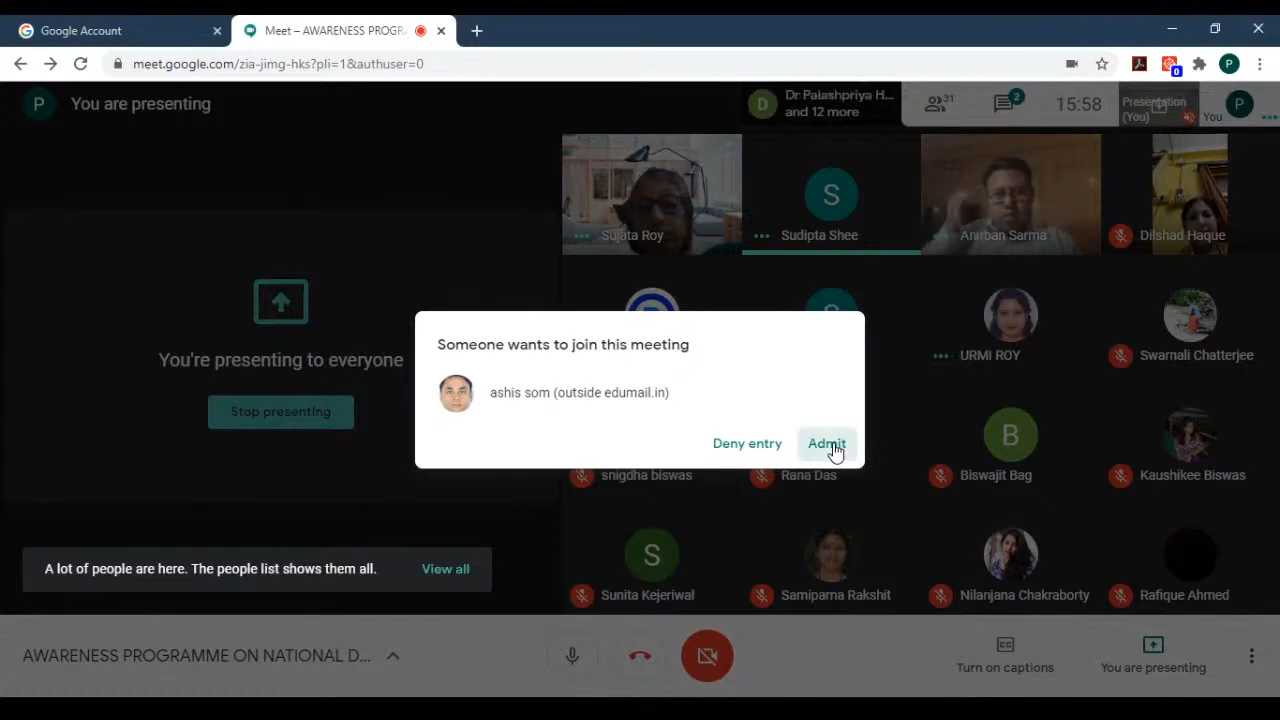 Google Account
Meet – AWARENESS PROGR
meet.google.com/zia-jimg-hks?pli=1&authuser=0
P
0
P
You are presenting
D
Dr Palashpriya H...
and 12 more
31
2
15:58
Presentation
(You)
You
P
Sujata Roy
S
Sudipta Shee
Anirban Sarma
Dilshad Haque
You're presenting to everyone
Stop presenting
URMI ROY
Swarnali Chatterjee
Someone wants to join this meeting
ashis som (outside edumail.in)
Deny entry
Admit
snigdha biswas
Rana Das
B
Biswajit Bag
Kaushikee Biswas
A lot of people are here. The people list shows them all.
View all
S
Sunita Kejeriwal
Samiparna Rakshit
Nilanjana Chakraborty
Rafique Ahmed
AWARENESS PROGRAMME ON NATIONAL D...
Turn on captions
You are presenting